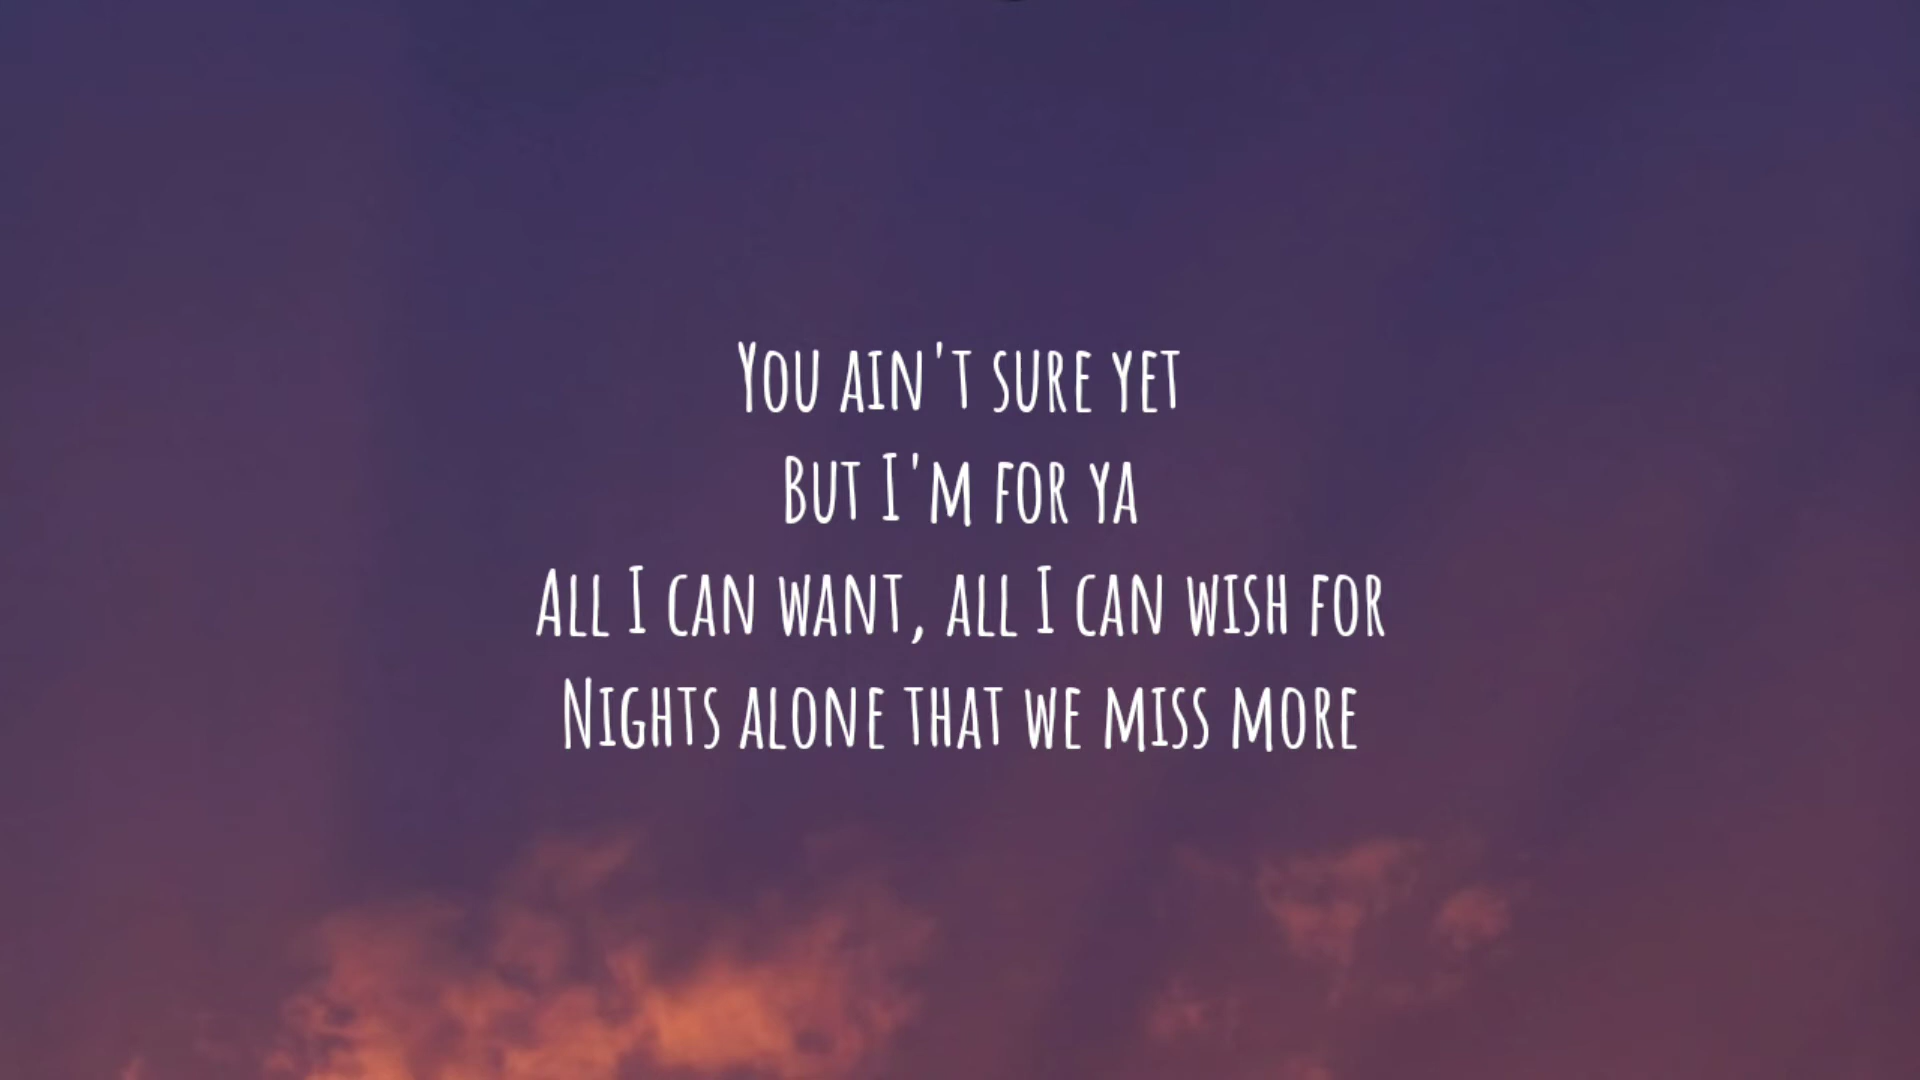 You ain't sure yet
But I'm for ya
All I can want, all I can wish for
Nights alone that we miss more